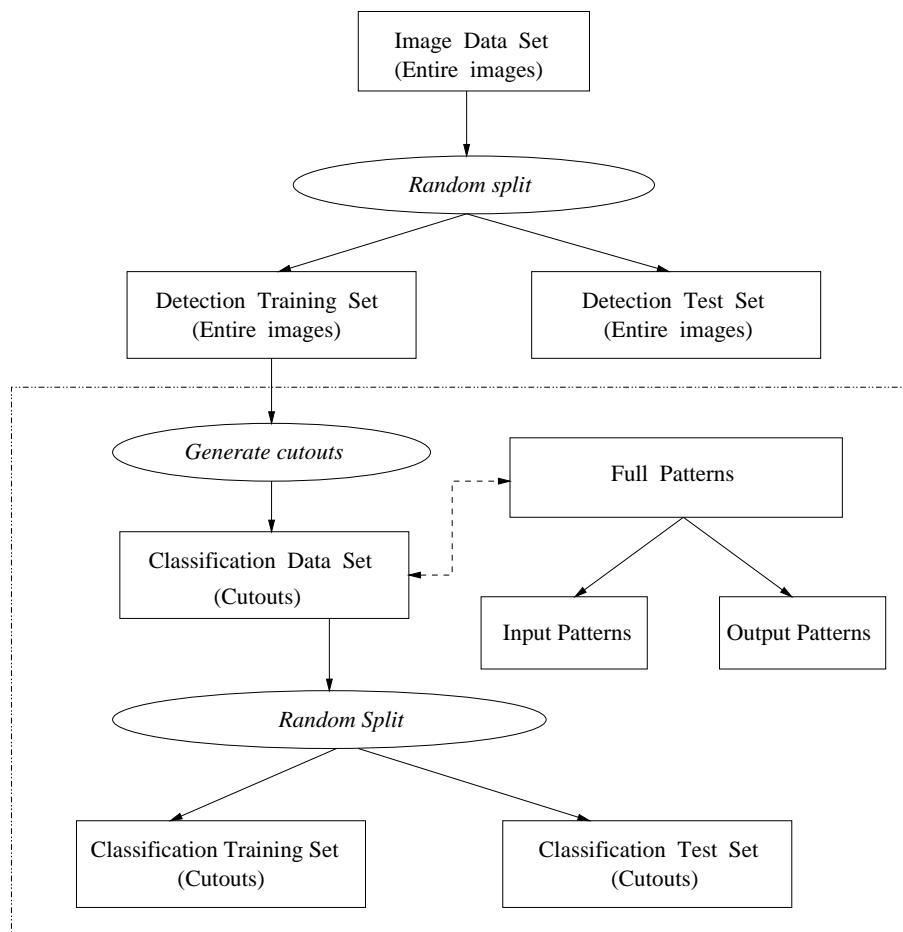 Image Data Set
(Entire images)
Random split
Detection Training Set
(Entire images)
Detection Test Set
(Entire images)
Generate cutouts
Full Patterns
Classification Data Set
(Cutouts)
Input Patterns
Output Patterns
Random Split
Classification Training Set
(Cutouts)
Classification Test Set
(Cutouts)